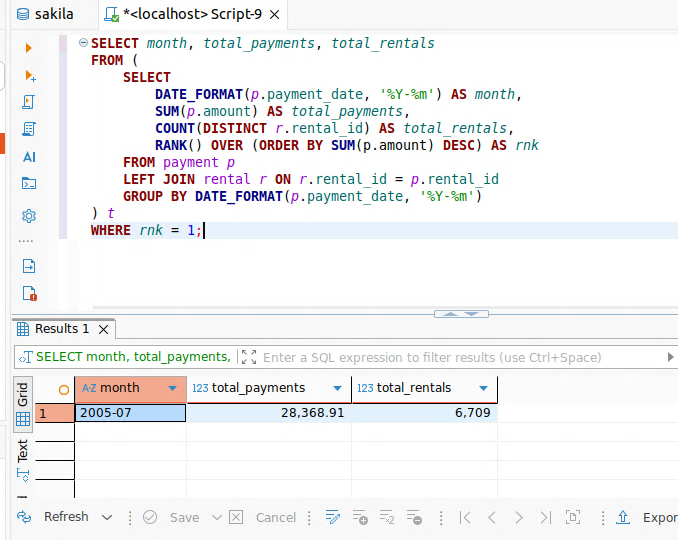 sakila
*<localhost> Script-9
SELECT month, total_payments, total_rentals
FROM (
SELECT
DATE_FORMAT(p.payment_date, '%Y-%m') AS month,
SUM(p.amount) AS total_payments,
COUNT(DISTINCT r.rental_id) AS total_rentals,
RANK() OVER (ORDER BY SUM(p.amount) DESC) AS rnk
FROM payment p
LEFT JOIN rental r ON r.rental_id = p.rental_id
GROUP BY DATE_FORMAT(p.payment_date, '%Y-%m')
) t
WHERE rnk = 1;
AI
Results 1
SELECT month, total_payments,
Enter a SQL expression to filter results (use Ctrl+Space)
Grid
Text
A-Z month
123 total_payments
123 total_rentals
1 2005-07 28,368.91 6,709
Refresh
Save
Cancel